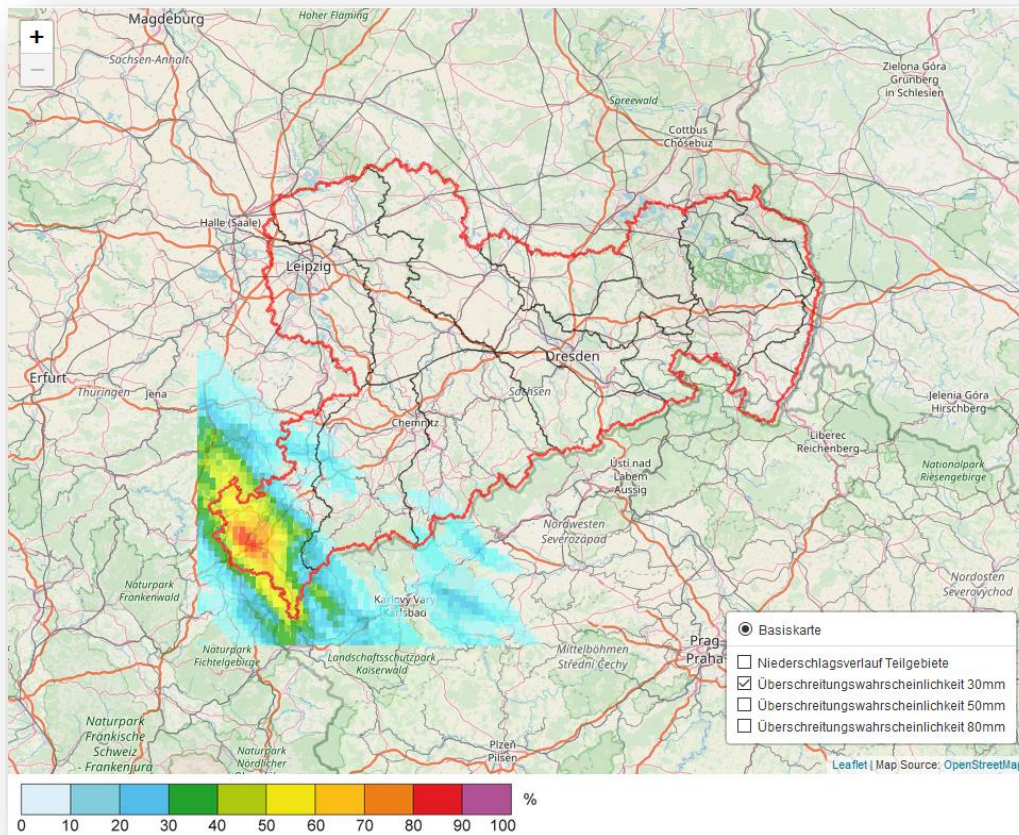 Magdeburg
Hoher Fläming
+
−
Sachsen-Anhalt
Zielona Góra
Grünberg
in Schlesien
Spreewald
Cottbus
Chóśebuz
Halle (Saale)
Leipzig
Dresden
Erfurt
Thüringen
Jena
Sachsen
Chemnitz
Jelenia Góra
Hirschberg
Liberec
Reichenberg
Ústí nad
Labem
Aussig
Nationalpark
Riesengebirge
Nordwesten
Severozápad
Naturpark
Frankenwald
Karlovy Vary
Karlsbad
Nordosten
Severovýchod
Naturpark
Fichtelgebirge
Landschaftsschutzpark
Kaiserwald
Mittelböhmen
Střední Čechy
Prag
Praha
Naturpark
Fränkische
Schweiz
- Frankenjura
Naturpark
Nördlicher
Plzeň
Pilsen
Basiskarte
Niederschlagsverlauf Teilgebiete
Überschreitungswahrscheinlichkeit 30mm
Überschreitungswahrscheinlichkeit 50mm
Überschreitungswahrscheinlichkeit 80mm
Leaflet | Map Source: OpenStreetMap
%
0 10 20 30 40 50 60 70 80 90 100